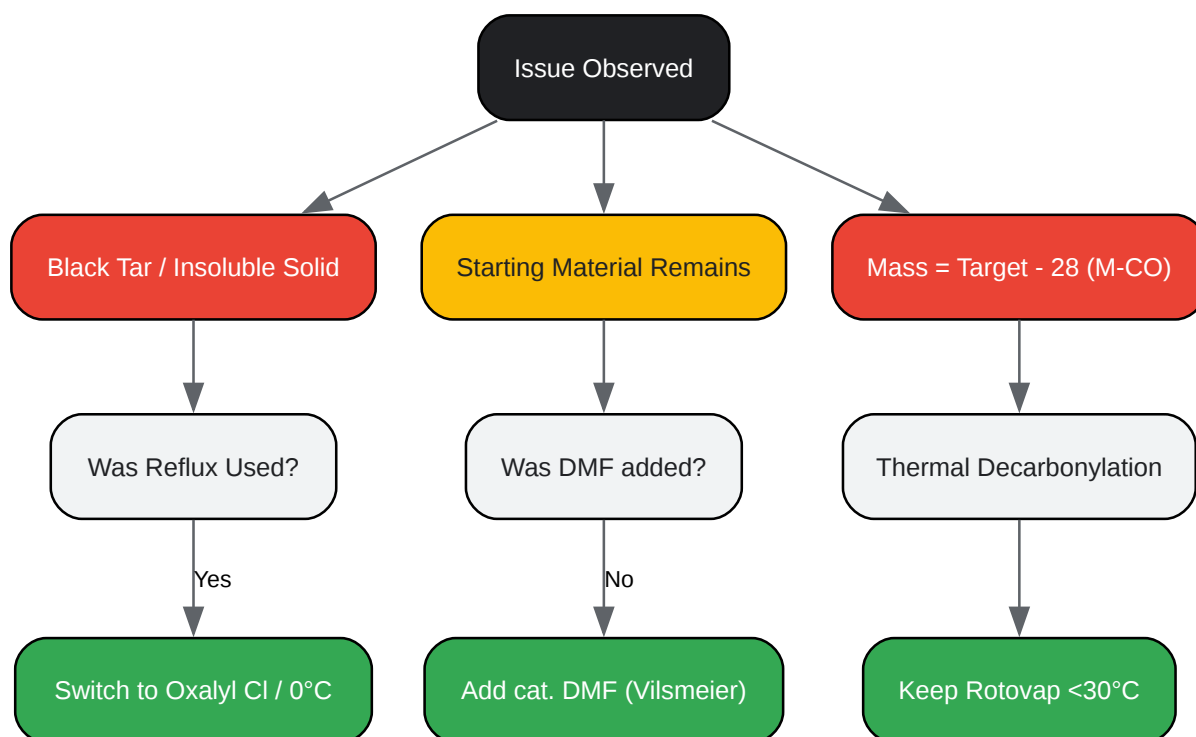 Issue Observed
Black Tar / Insoluble Solid
Starting Material Remains
Mass = Target - 28 (M-CO)
Was Reflux Used?
Was DMF added?
Thermal Decarbonylation
Yes
No
Switch to Oxalyl Cl / 0°C
Add cat. DMF (Vilsmeier)
Keep Rotovap <30°C